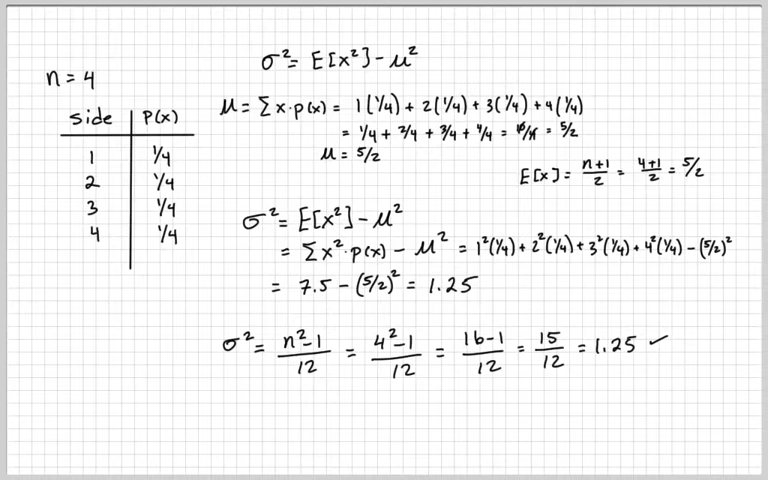 σ² = E[x²] - μ²
n = 4
side P(x)
1 1/4
2 1/4
3 1/4
4 1/4
μ = Σ x·p(x) = 1(1/4) + 2(1/4) + 3(1/4) + 4(1/4)
= 1/4 + 2/4 + 3/4 + 4/4 = 10/4 = 5/2
μ = 5/2
E[x] = (n+1)/2 = (4+1)/2 = 5/2
σ² = E[x²] - μ²
= Σ x²·p(x) - μ² = 1²(1/4) + 2²(1/4) + 3²(1/4) + 4²(1/4) - (5/2)²
= 7.5 - (5/2)² = 1.25
σ² = (n²-1)/12 = (4²-1)/12 = (16-1)/12 = 15/12 = 1.25 ✓